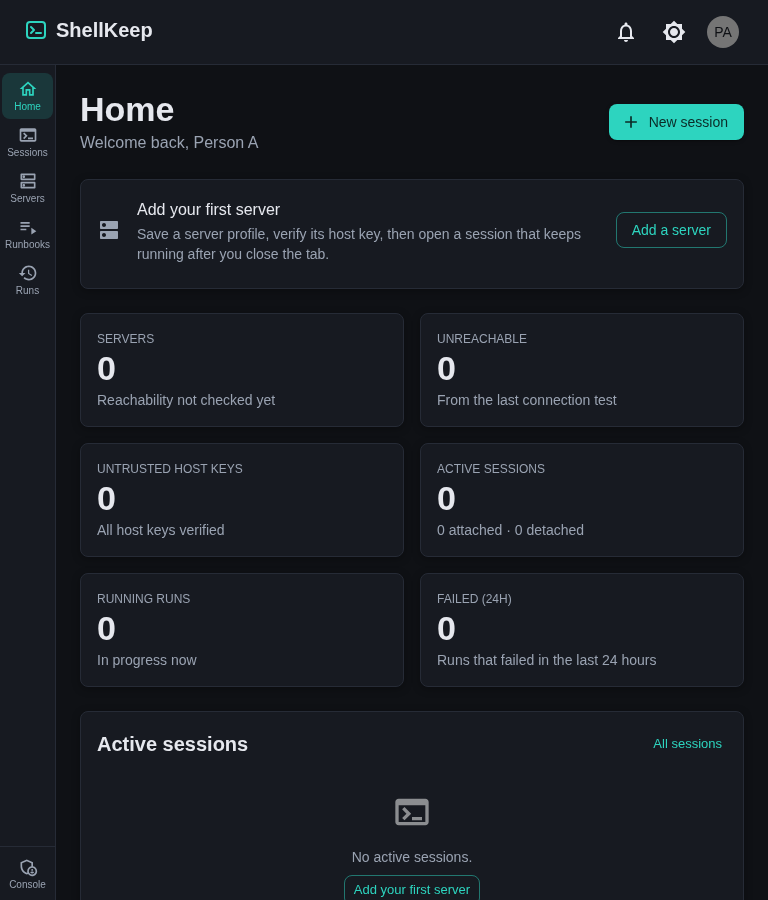 ShellKeep
PA
Home
Sessions
Servers
Runbooks
Runs
Console
Home
Welcome back, Person A
New session
Add your first server
Save a server profile, verify its host key, then open a session that keeps
running after you close the tab.
Add a server
SERVERS
0
Reachability not checked yet
UNREACHABLE
0
From the last connection test
UNTRUSTED HOST KEYS
0
All host keys verified
ACTIVE SESSIONS
0
0 attached · 0 detached
RUNNING RUNS
0
In progress now
FAILED (24H)
0
Runs that failed in the last 24 hours
Active sessions
All sessions
No active sessions.
Add your first server